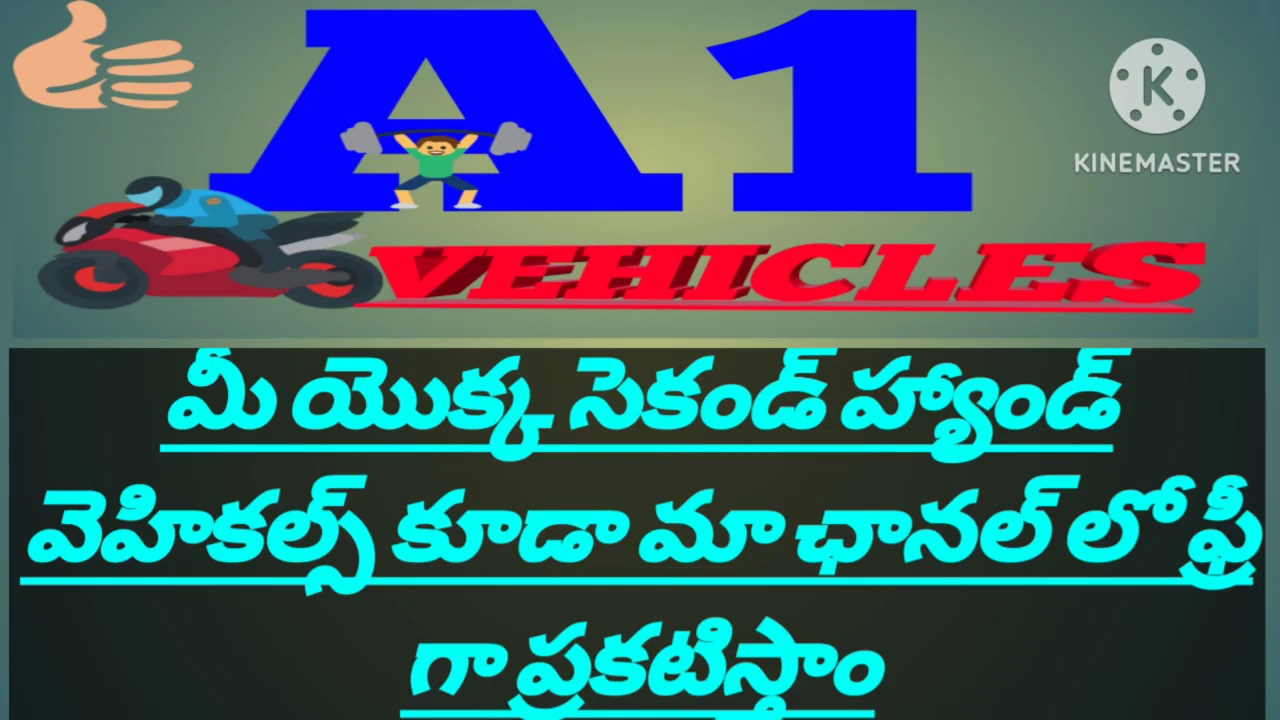 A1
KINEMASTER
VEHICLES
మీ యొక్క సెకండ్ హ్యాండ్
వెహికల్స్ కూడా మా ఛానల్ లో ఫ్రీ
గా ప్రకటిస్తాం